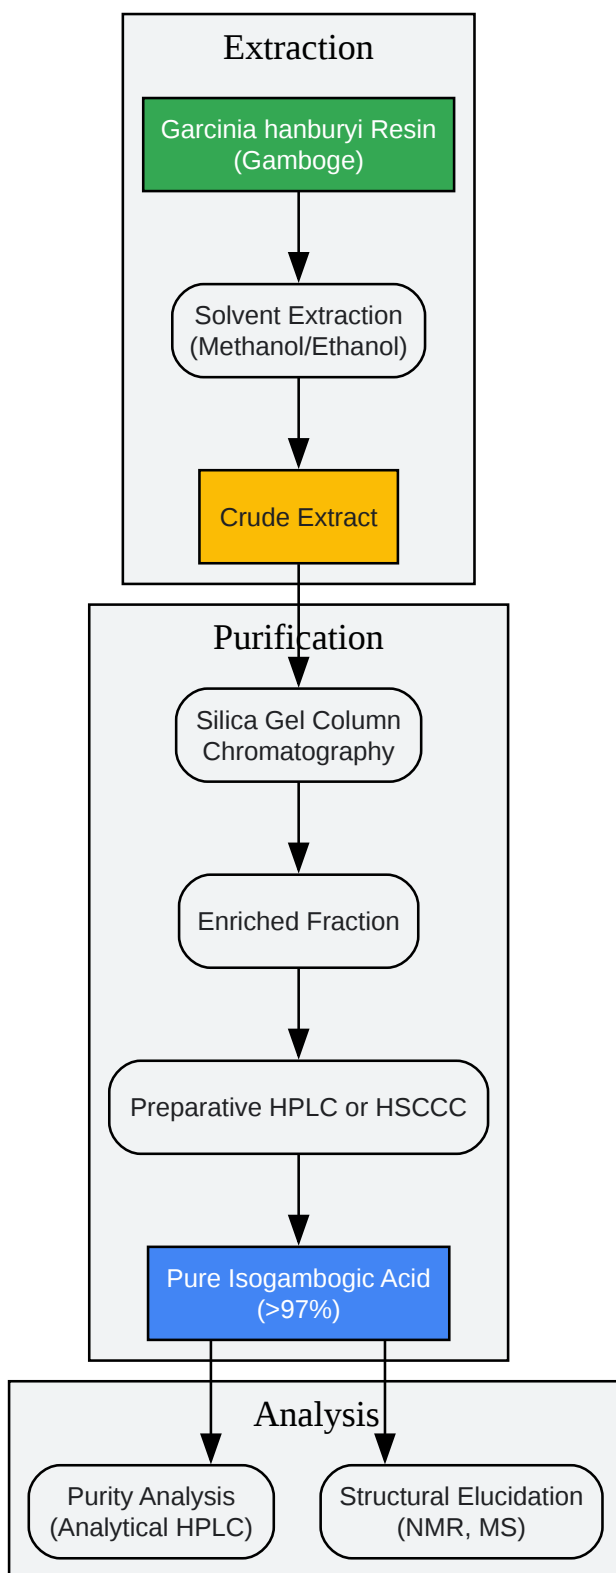 Extraction
Garcinia hanburyi Resin
(Gamboge)
Solvent Extraction
(Methanol/Ethanol)
Crude Extract
Purification
Silica Gel Column
Chromatography
Enriched Fraction
Preparative HPLC or HSCCC
Pure Isogambogic Acid
(>97%)
Analysis
Purity Analysis
(Analytical HPLC)
Structural Elucidation
(NMR, MS)